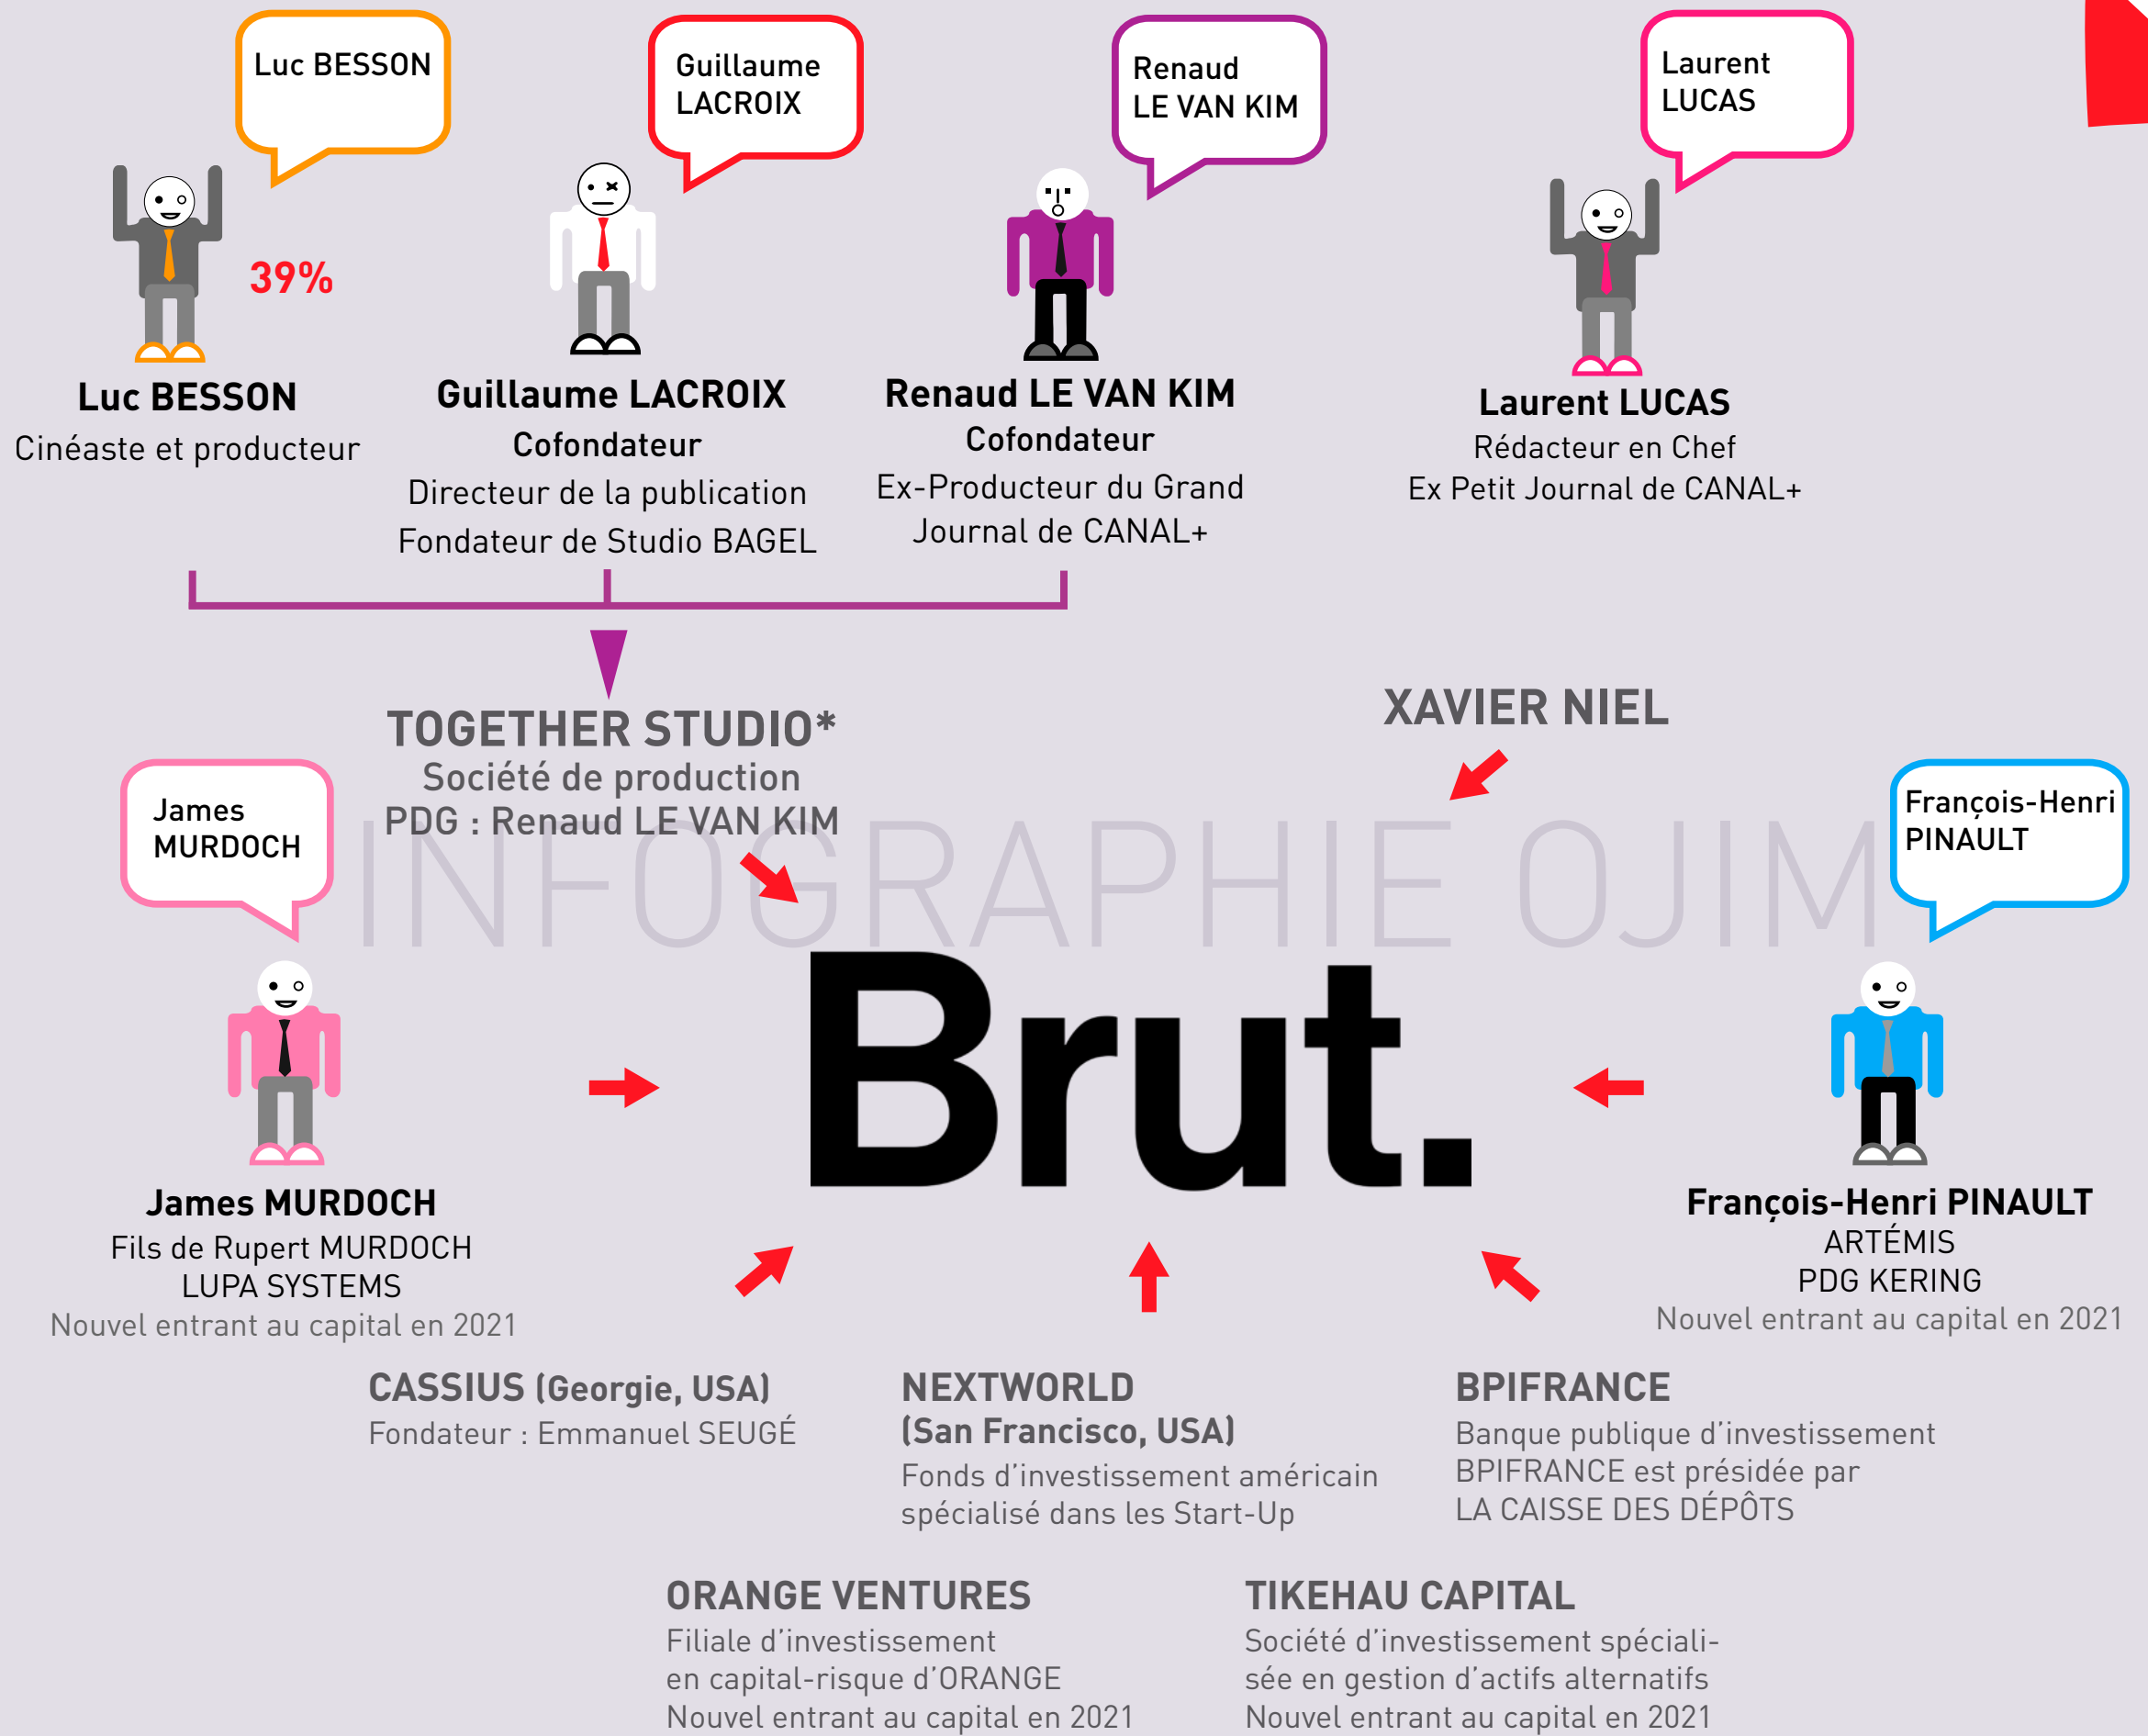 Luc BESSON
Guillaume
LACROIX
Renaud
LE VAN KIM
Laurent
LUCAS
39%
Luc BESSON
Cinéaste et producteur
Guillaume LACROIX
Cofondateur
Directeur de la publication
Fondateur de Studio BAGEL
Renaud LE VAN KIM
Cofondateur
Ex-Producteur du Grand
Journal de CANAL+
Laurent LUCAS
Rédacteur en Chef
Ex Petit Journal de CANAL+
TOGETHER STUDIO*
Société de production
PDG : Renaud LE VAN KIM
XAVIER NIEL
James
MURDOCH
François-Henri
PINAULT
INFOGRAPHIE OJIM
Brut.
James MURDOCH
Fils de Rupert MURDOCH
LUPA SYSTEMS
Nouvel entrant au capital en 2021
François-Henri PINAULT
ARTÉMIS
PDG KERING
Nouvel entrant au capital en 2021
CASSIUS (Georgie, USA)
Fondateur : Emmanuel SEUGÉ
NEXTWORLD
(San Francisco, USA)
Fonds d’investissement américain
spécialisé dans les Start-Up
BPIFRANCE
Banque publique d’investissement
BPIFRANCE est présidée par
LA CAISSE DES DÉPÔTS
ORANGE VENTURES
Filiale d’investissement
en capital-risque d’ORANGE
Nouvel entrant au capital en 2021
TIKEHAU CAPITAL
Société d’investissement spéciali-
sée en gestion d’actifs alternatifs
Nouvel entrant au capital en 2021